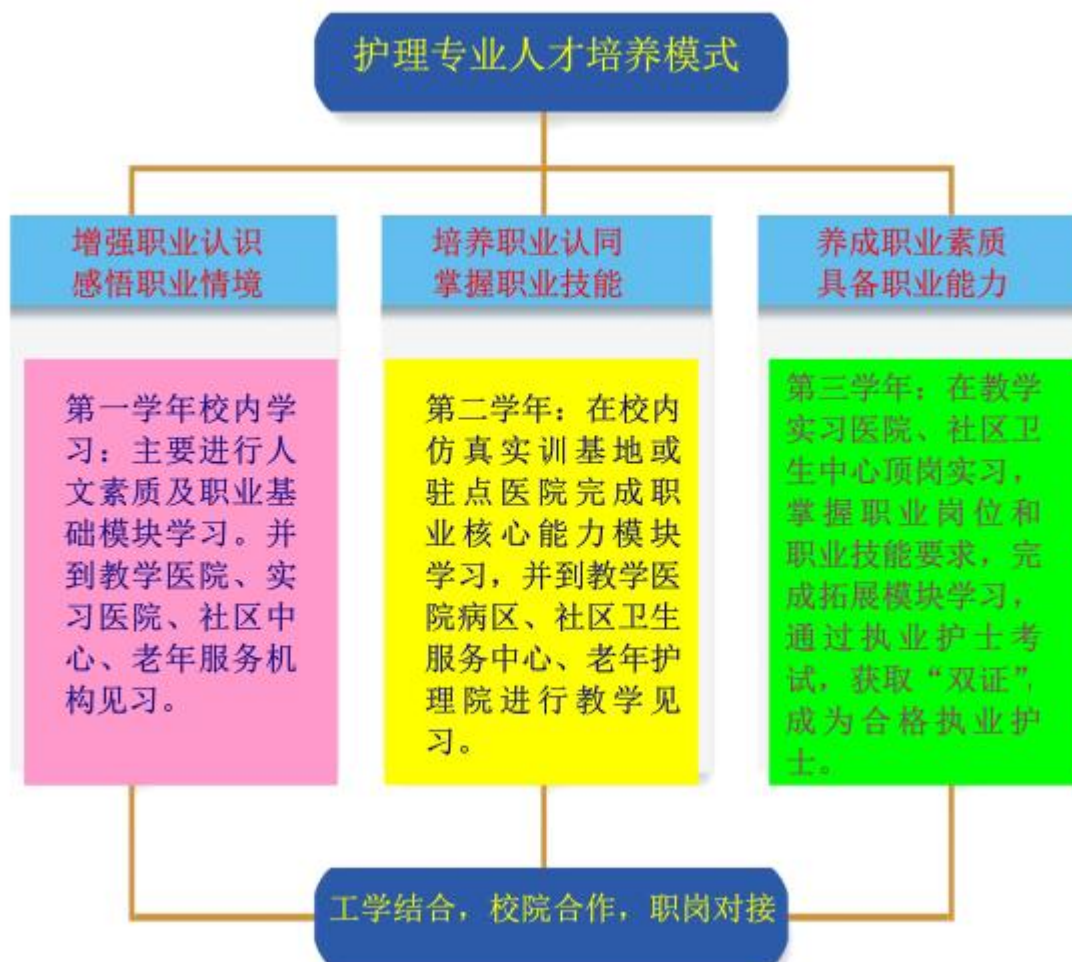 护理专业人才培养模式
增强职业认识
感悟职业情境
第一学年校内学
习：主要进行人
文素质及职业基
础模块学习。并
到教学医院、实
习医院、社区中
心、老年服务机
构见习。
培养职业认同
掌握职业技能
第二学年：在校内
仿真实训基地或
驻点医院完成职
业核心能力模块
学习，并到教学医
院病区、社区卫生
服务中心、老年护
理院进行教学见
习。
养成职业素质
具备职业能力
第三学年：在教学
实习医院、社区卫
生中心顶岗实习，
掌握职业岗位和
职业技能要求，完
成拓展模块学习，
通过执业护士考
试，获取“双证”，
成为合格执业护
士。
工学结合，校院合作，职岗对接